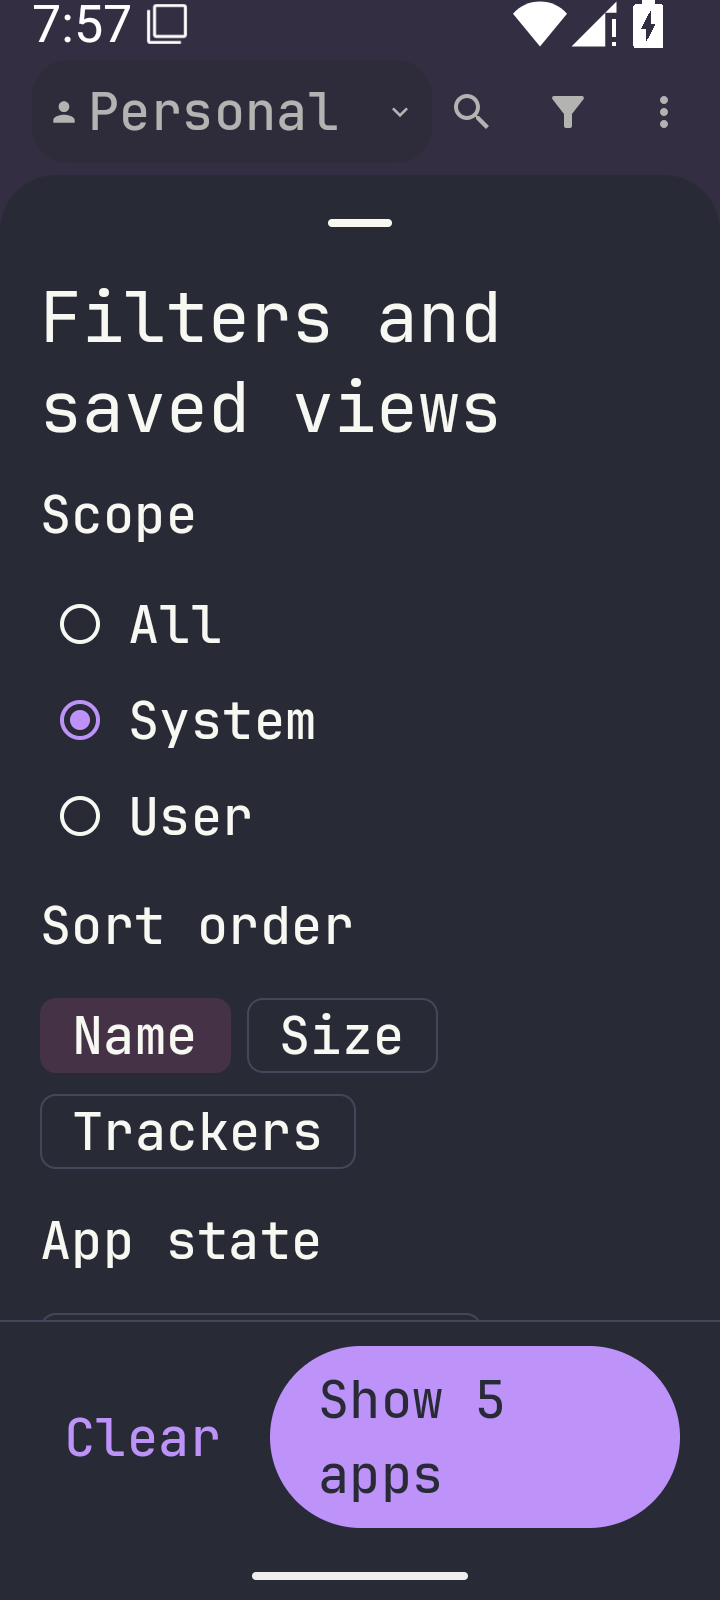 7:57
Personal
Filters and
saved views
Scope
All
System
User
Sort order
Name
Size
Trackers
App state
Clear
Show 5
apps